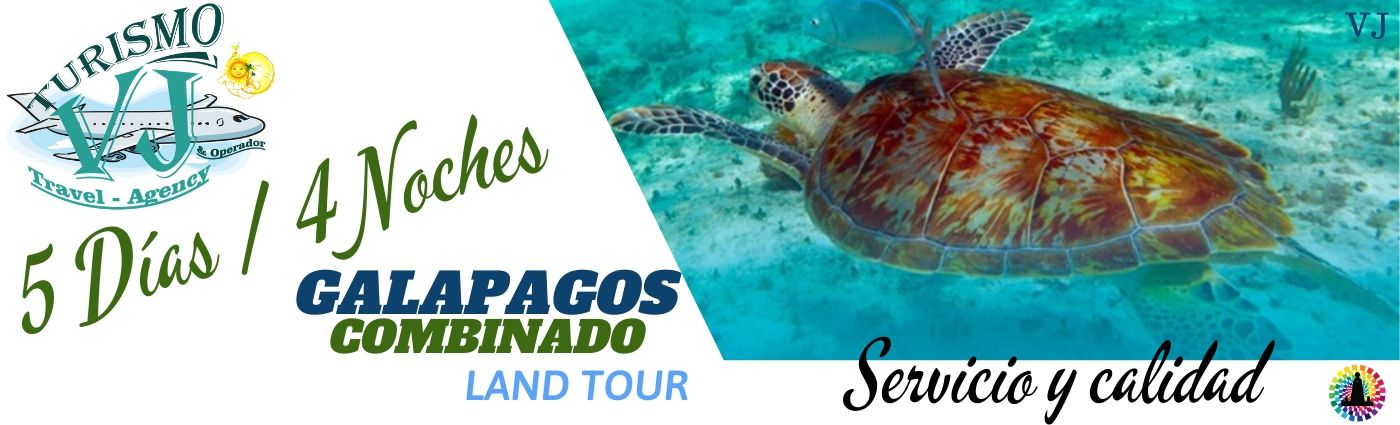 TURISMO
VJ
& Operador
Travel - Agency
5 Días / 4 Noches
GALAPAGOS
COMBINADO
LAND TOUR
VJ
Servicio y calidad